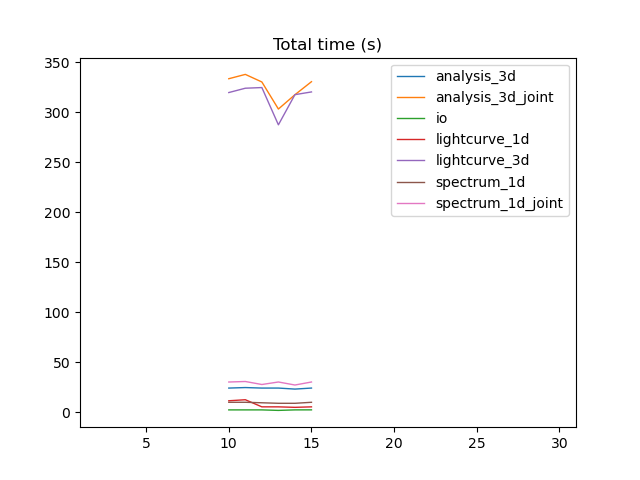 Total time (s)
350
300
250
200
150
100
50
0
5
10
15
20
25
30
analysis_3d
analysis_3d_joint
io
lightcurve_1d
lightcurve_3d
spectrum_1d
spectrum_1d_joint